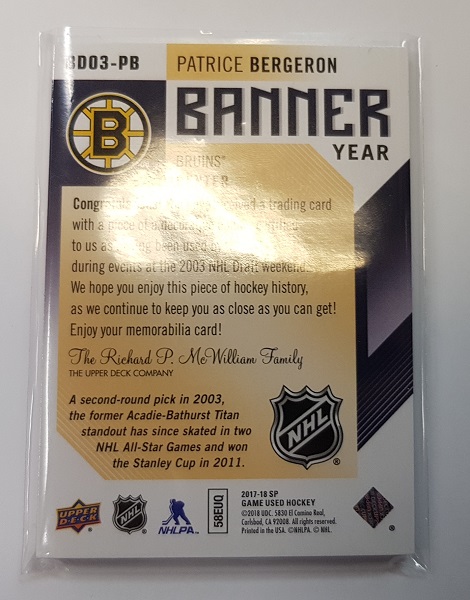 BD03-PB PATRICE BERGERON
B
BANNER
YEAR
BRUINS®
Congratulations! a trading card
with a piece of
to us as being used
during events at the 2003 NHL Draft weekend.
We hope you enjoy this piece of hockey history,
as we continue to keep you as close as you can get!
Enjoy your memorabilia card!
The Richard P. McWilliam Family
THE UPPER DECK COMPANY
A second-round pick in 2003,
the former Acadie-Bathurst Titan
standout has since skated in two
NHL All-Star Games and won
the Stanley Cup in 2011.
NHL
®
UPPER
DECK
NHL
NHLPA
58EUQ
2017-18 SP
GAME USED HOCKEY
©2018 UDC. 5830 El Camino Real,
Carlsbad, CA 92008. All rights reserved.
Printed in the USA. ©NHLPA. © NHL.
®